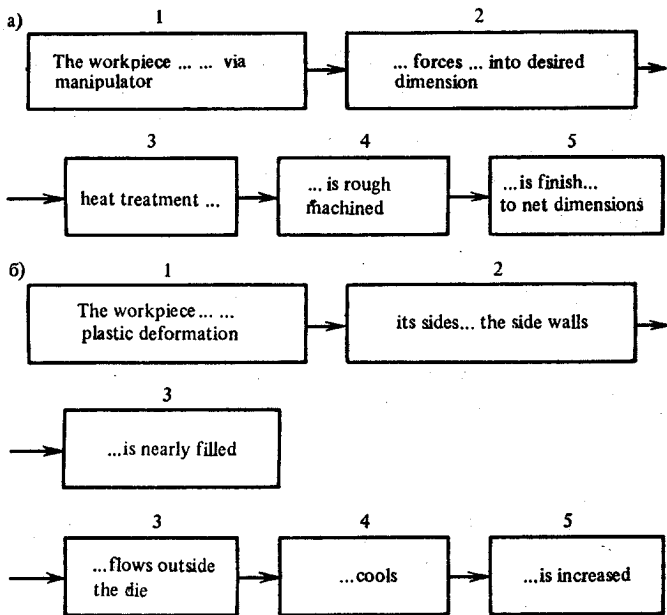 а)
1
2
The workpiece ... ... via
manipulator
... forces ... into desired
dimension
3
4
5
heat treatment ...
... is rough
machined
...is finish...
to net dimensions
б)
1
2
The workpiece... ...
plastic deformation
its sides... the side walls
3
...is nearly filled
3
4
5
...flows outside
the die
...cools
...is increased